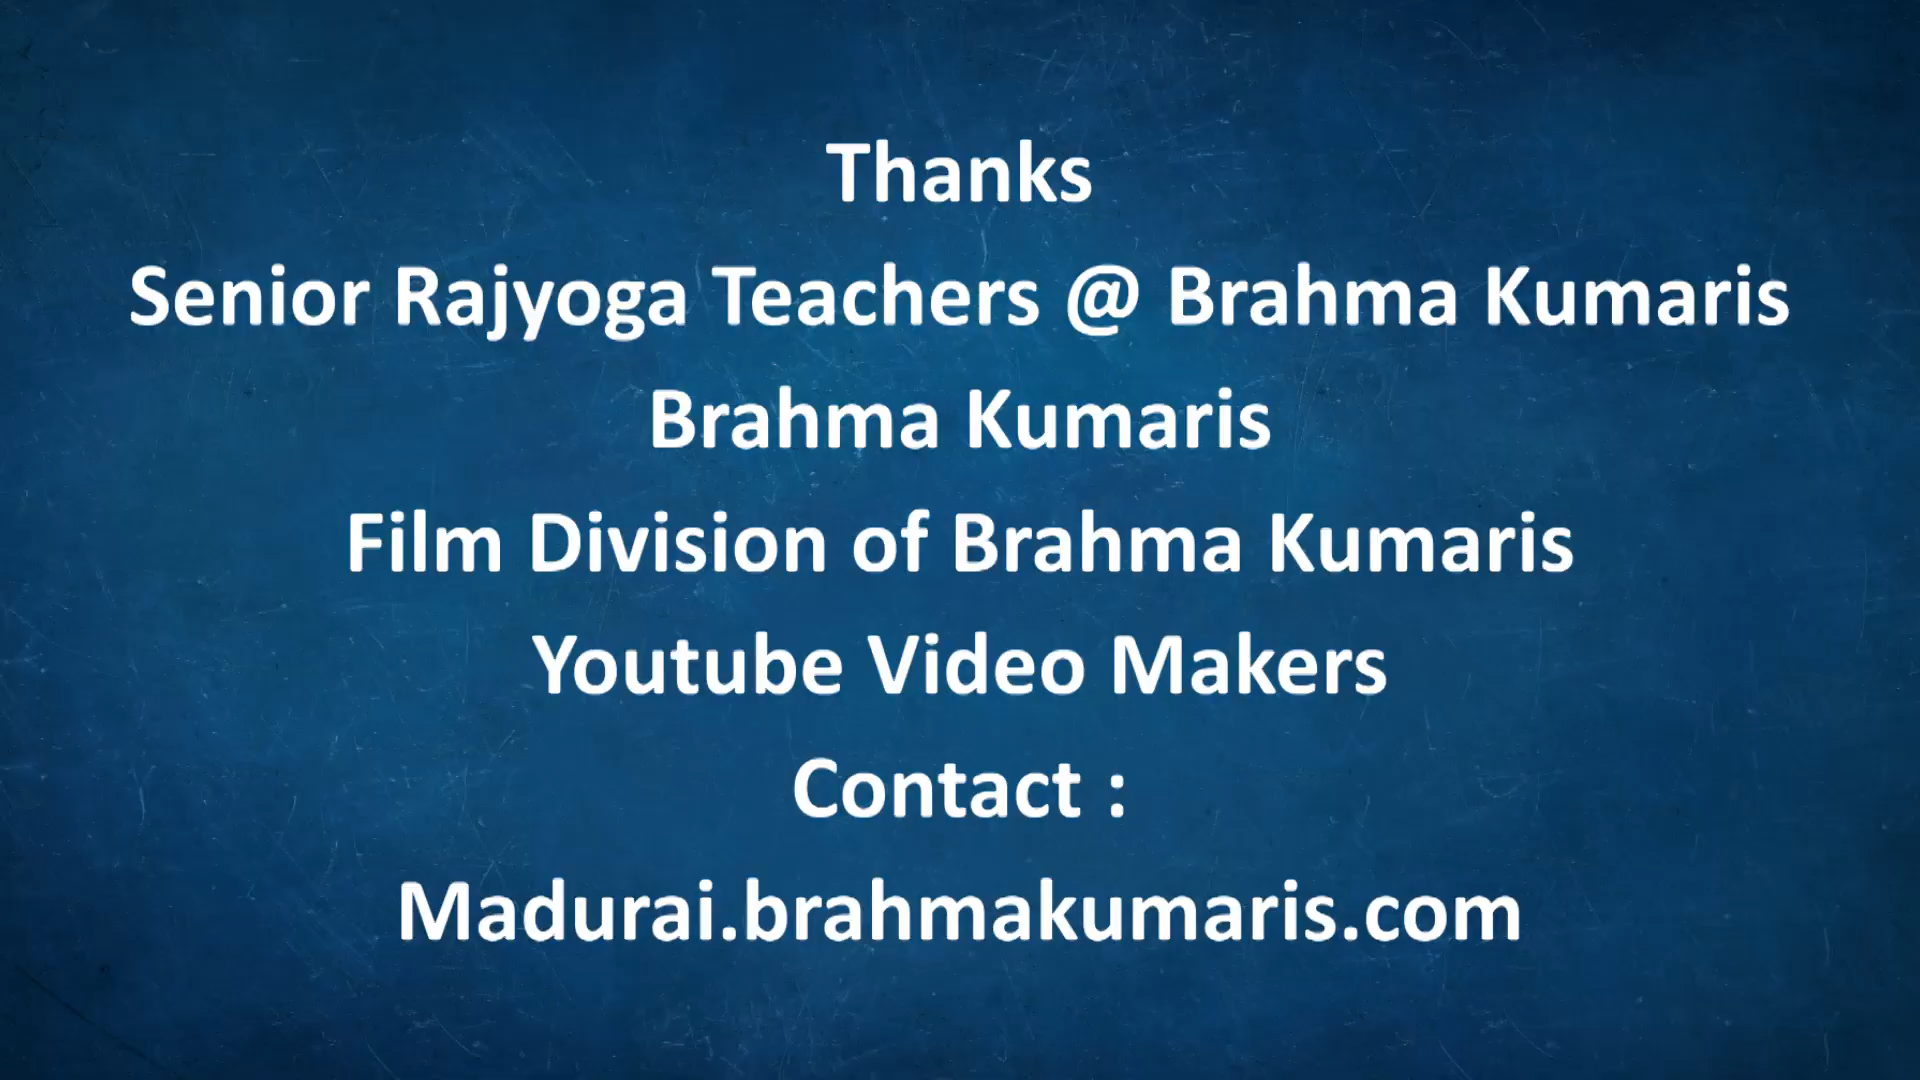 Thanks
Senior Rajyoga Teachers @ Brahma Kumaris
Brahma Kumaris
Film Division of Brahma Kumaris
Youtube Video Makers
Contact :
Madurai.brahmakumaris.com